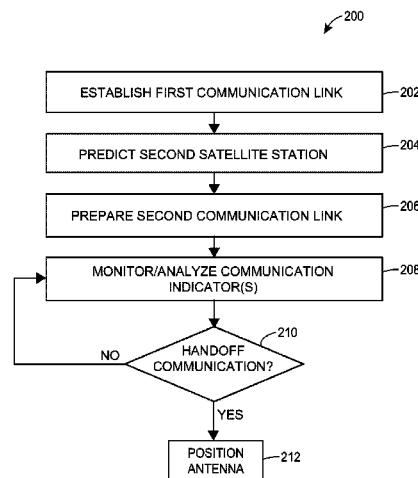 200
ESTABLISH FIRST COMMUNICATION LINK
202
PREDICT SECOND SATELLITE STATION
204
PREPARE SECOND COMMUNICATION LINK
206
MONITOR/ANALYZE COMMUNICATION
INDICATOR(S)
208
210
HANDOFF
COMMUNICATION?
NO
YES
POSITION
ANTENNA
212